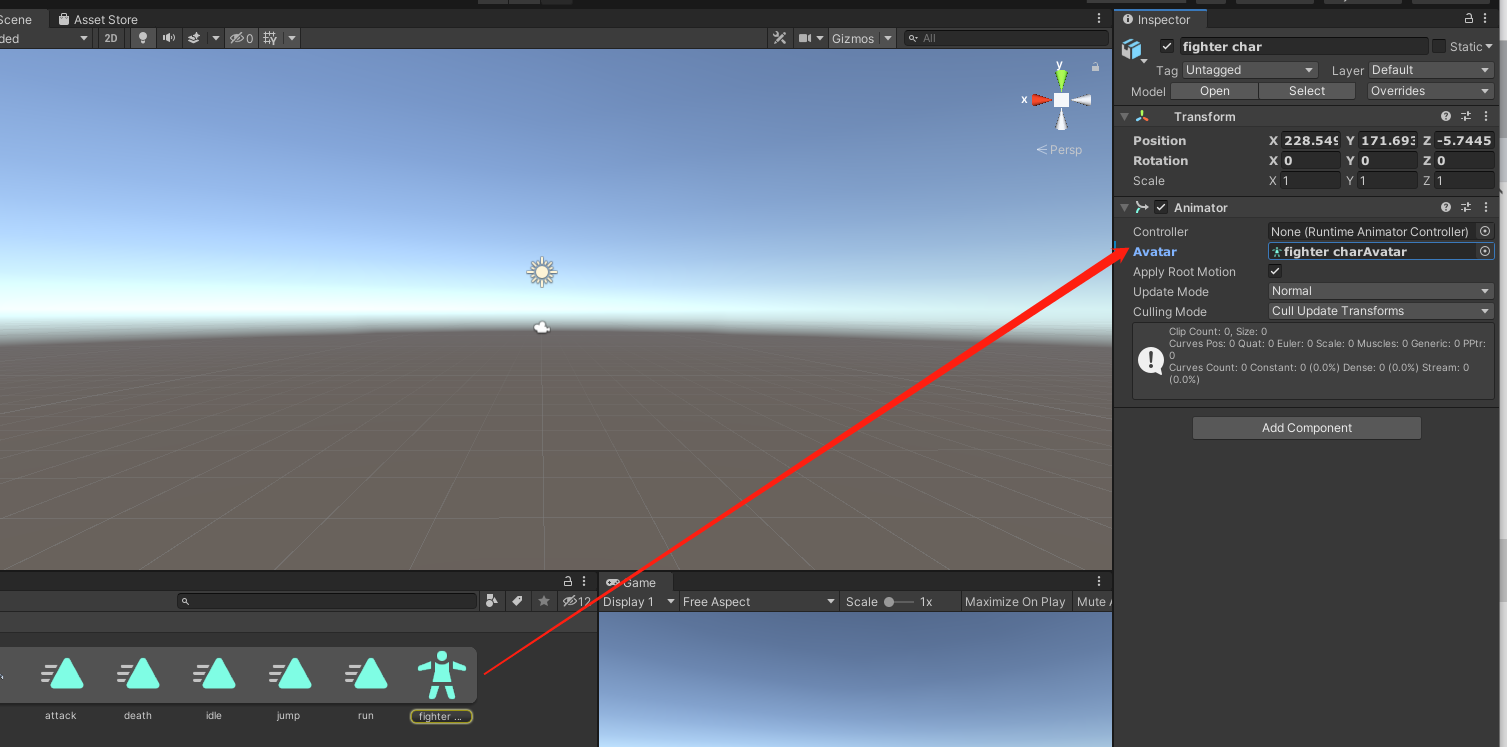 Scene Asset Store
ded 2D 0 Gizmos All
y
x
Persp
Inspector
fighter char Static
Tag Untagged Layer Default
Model Open Select Overrides
Transform
Position X 228.549 Y 171.693 Z -5.7445
Rotation X 0 Y 0 Z 0
Scale X 1 Y 1 Z 1
Animator
Controller None (Runtime Animator Controller)
Avatar fighter charAvatar
Apply Root Motion
Update Mode Normal
Culling Mode Cull Update Transforms
Clip Count: 0, Size: 0
Curves Pos: 0 Quat: 0 Euler: 0 Scale: 0 Muscles: 0 Generic: 0 PPtr:
0
Curves Count: 0 Constant: 0 (0.0%) Dense: 0 (0.0%) Stream: 0
(0.0%)
Add Component
12
Game
Display 1 Free Aspect Scale 1x Maximize On Play Mute A
attack death idle jump run fighter ...